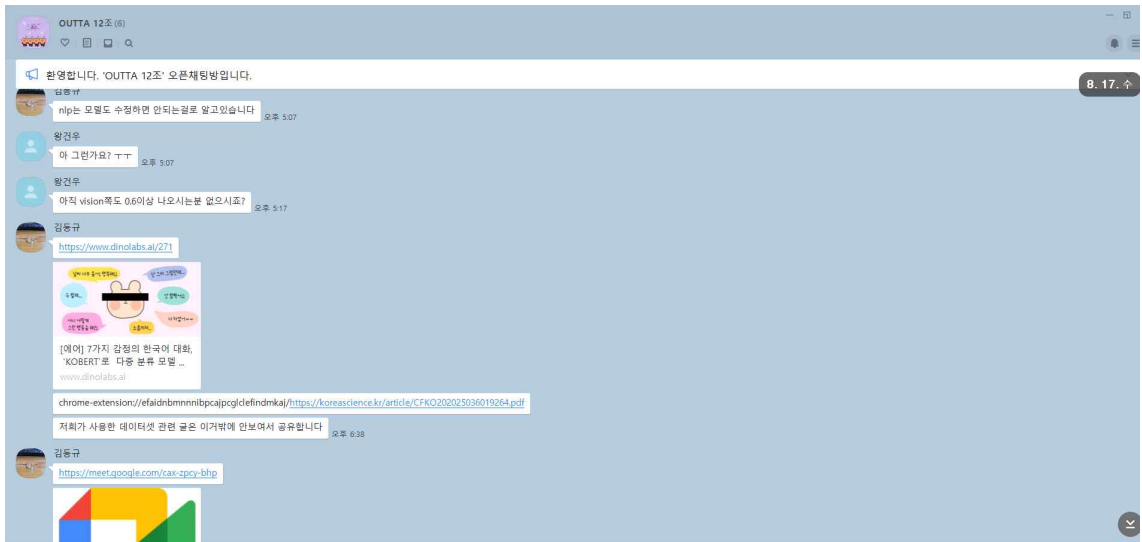 OUTTA 12조 (6)
환영합니다. 'OUTTA 12조' 오픈채팅방입니다.
8. 17. 수
김동규
nlp는 모델도 수정하면 안되는걸로 알고있습니다
오후 5:07
왕건우
아 그런가요? ㅜㅜ
오후 5:07
왕건우
아직 vision쪽도 0.6이상 나오시는분 없으시죠?
오후 5:17
김동규
https://www.dinolabs.ai/271
[에어] 7가지 감정의 한국어 대화,
`KOBERT`로 다중 분류 모델 ...
www.dinolabs.ai
chrome-extension://efaidnbmnnnibpcajpcglclefindmkaj/https://koreascience.kr/article/CFKO202025036019264.pdf
저희가 사용한 데이터셋 관련 글은 이거밖에 안보여서 공유합니다
오후 6:38
김동규
https://meet.google.com/cax-zpcy-bhp